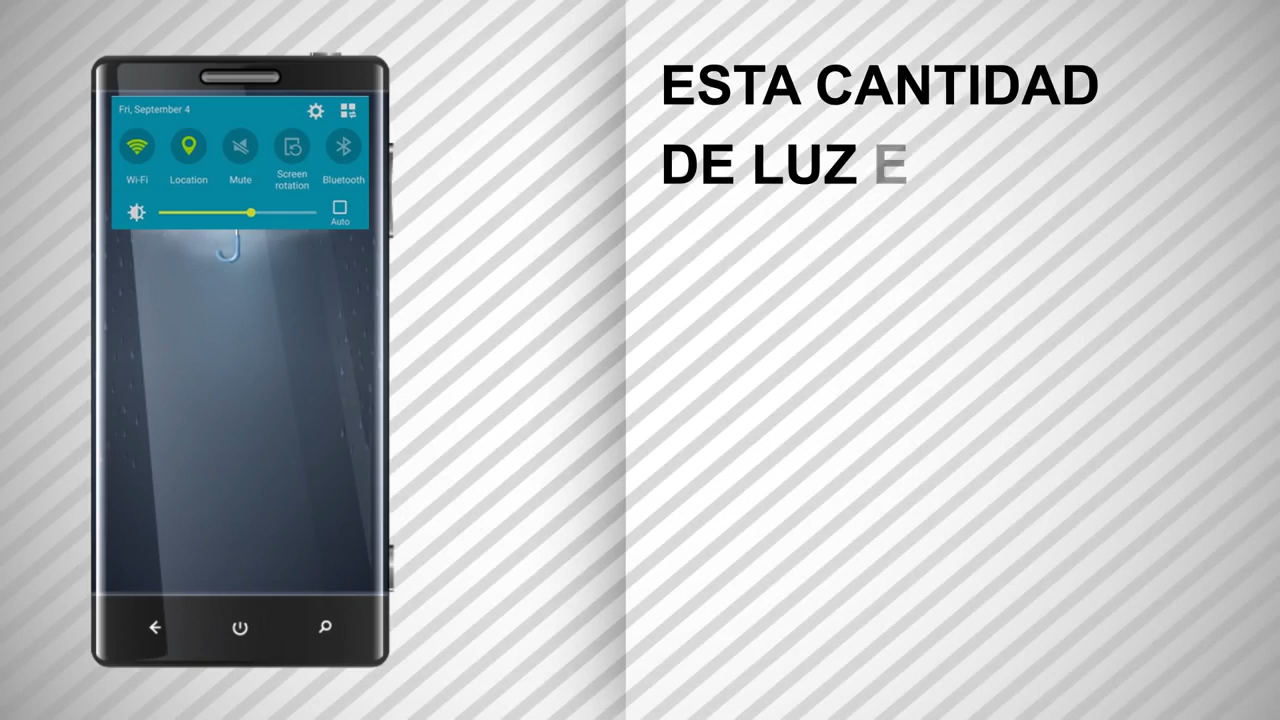 Fri, September 4
Wi-Fi
Location
Mute
Screen
rotation
Bluetooth
Auto
ESTA CANTIDAD
DE LUZ E